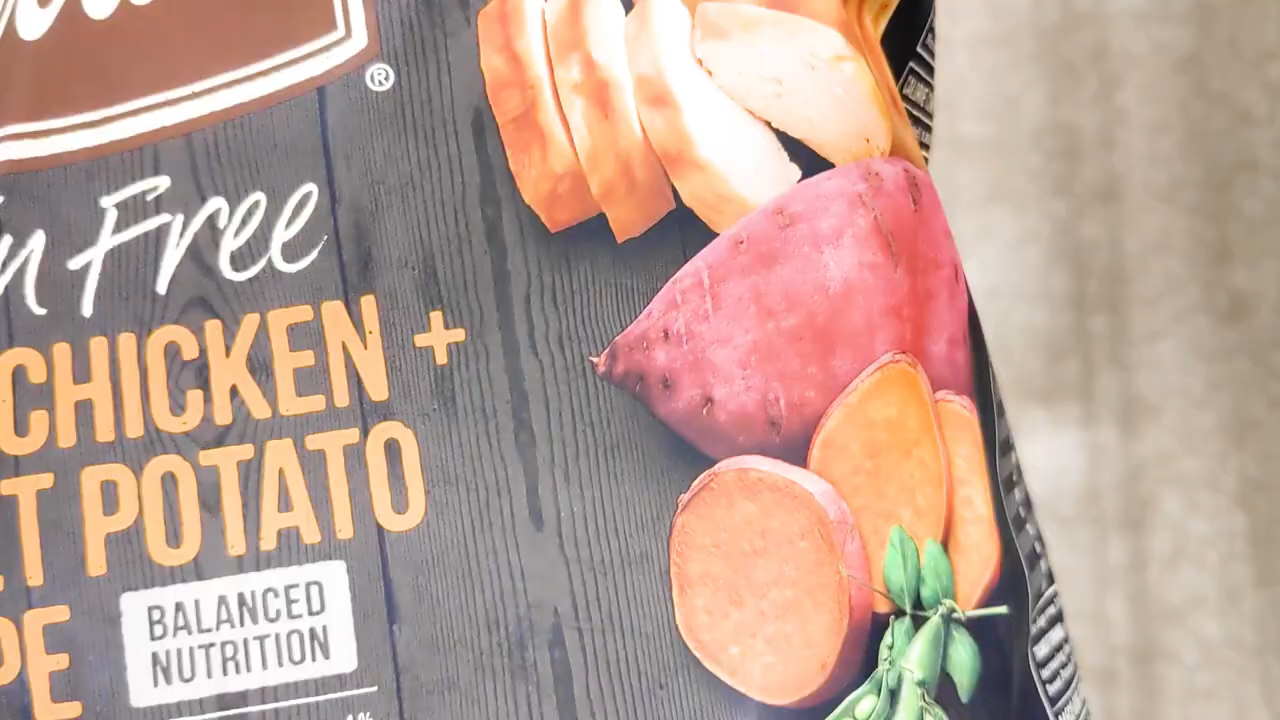 ®
n Free
CHICKEN +
T POTATO
PE
BALANCED
NUTRITION